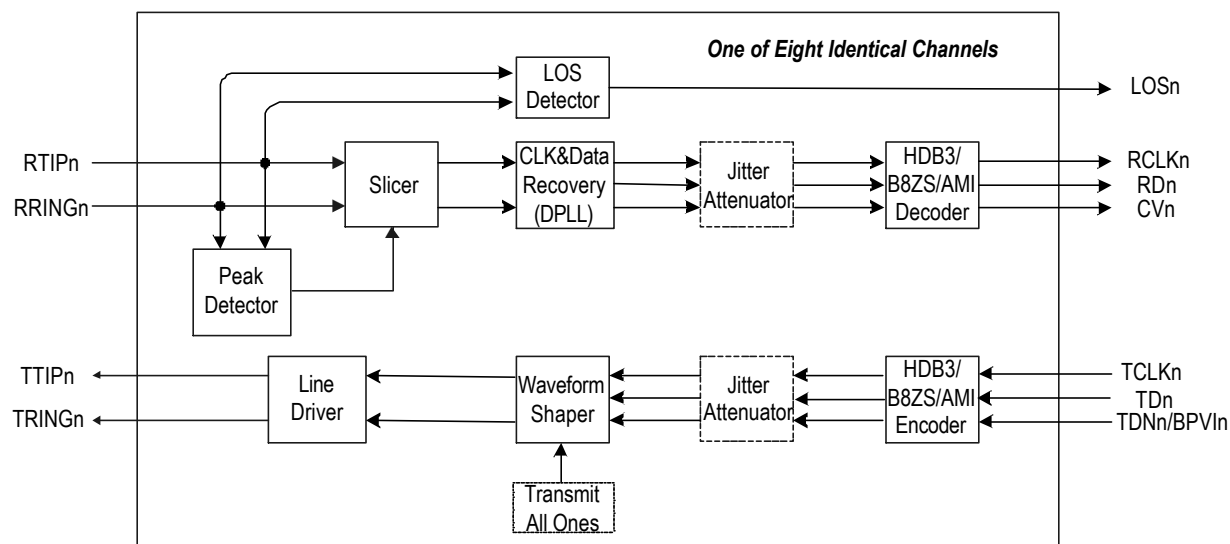 One of Eight Identical Channels
LOS
Detector
LOSn
RTIPn
RRINGn
Slicer
CLK&Data
Recovery
(DPLL)
Jitter
Attenuator
HDB3/
B8ZS/AMI
Decoder
RCLKn
RDn
CVn
Peak
Detector
TTIPn
TRINGn
Line
Driver
Waveform
Shaper
Jitter
Attenuator
HDB3/
B8ZS/AMI
Encoder
TCLKn
TDn
TDNn/BPVIn
Transmit
All Ones